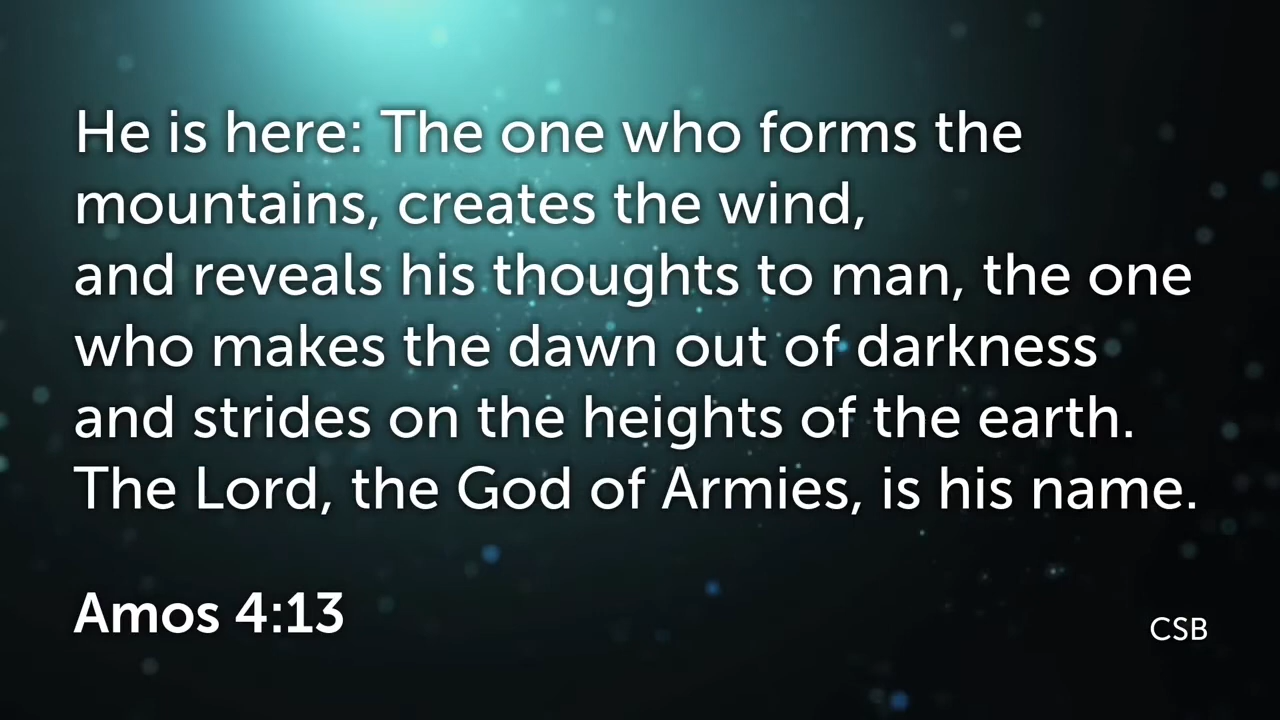 He is here: The one who forms the
mountains, creates the wind,
and reveals his thoughts to man, the one
who makes the dawn out of darkness
and strides on the heights of the earth.
The Lord, the God of Armies, is his name.
Amos 4:13
CSB